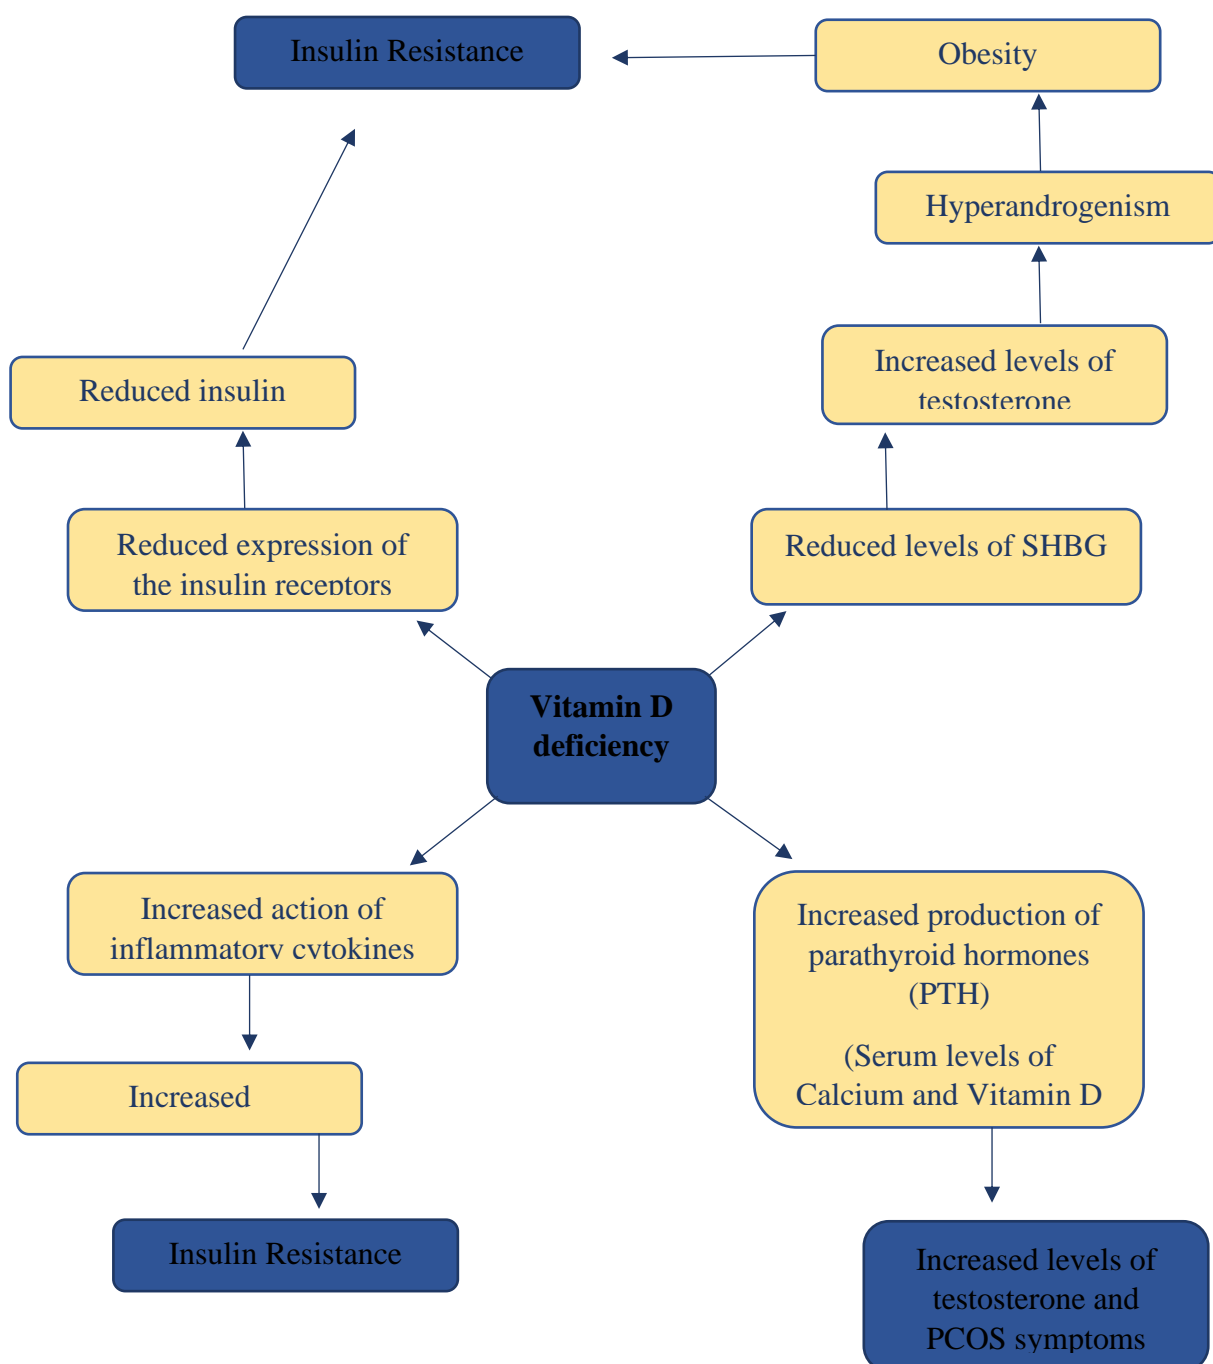 Insulin Resistance
Obesity
Hyperandrogenism
Increased levels of
testosterone
Reduced insulin
Reduced expression of
the insulin receptors
Reduced levels of SHBG
Vitamin D
deficiency
Increased action of
inflammatory cytokines
Increased production of
parathyroid hormones
(PTH)
(Serum levels of
Calcium and Vitamin D
Increased
Insulin Resistance
Increased levels of
testosterone and
PCOS symptoms